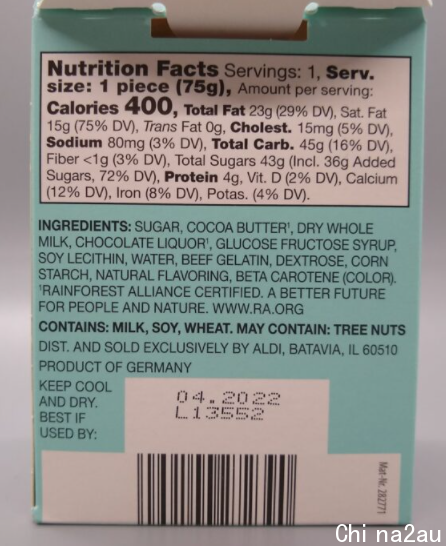 Nutrition Facts Servings: 1, Serv.
size: 1 piece (75g), Amount per serving:
Calories 400, Total Fat 23g (29% DV), Sat. Fat
15g (75% DV), Trans Fat 0g, Cholest. 15mg (5% DV),
Sodium 80mg (3% DV), Total Carb. 45g (16% DV),
Fiber <1g (3% DV), Total Sugars 43g (Incl. 36g Added
Sugars, 72% DV), Protein 4g, Vit. D (2% DV), Calcium
(12% DV), Iron (8% DV), Potas. (4% DV).
INGREDIENTS: SUGAR, COCOA BUTTER¹, DRY WHOLE
MILK, CHOCOLATE LIQUOR¹, GLUCOSE FRUCTOSE SYRUP,
SOY LECITHIN, WATER, BEEF GELATIN, DEXTROSE, CORN
STARCH, NATURAL FLAVORING, BETA CAROTENE (COLOR).
¹RAINFOREST ALLIANCE CERTIFIED. A BETTER FUTURE
FOR PEOPLE AND NATURE. WWW.RA.ORG
CONTAINS: MILK, SOY, WHEAT. MAY CONTAIN: TREE NUTS
DIST. AND SOLD EXCLUSIVELY BY ALDI, BATAVIA, IL 60510
PRODUCT OF GERMANY
KEEP COOL
AND DRY.
BEST IF
USED BY:
04.2022
L13552
Mat-Nr. 282771
Chi na2au